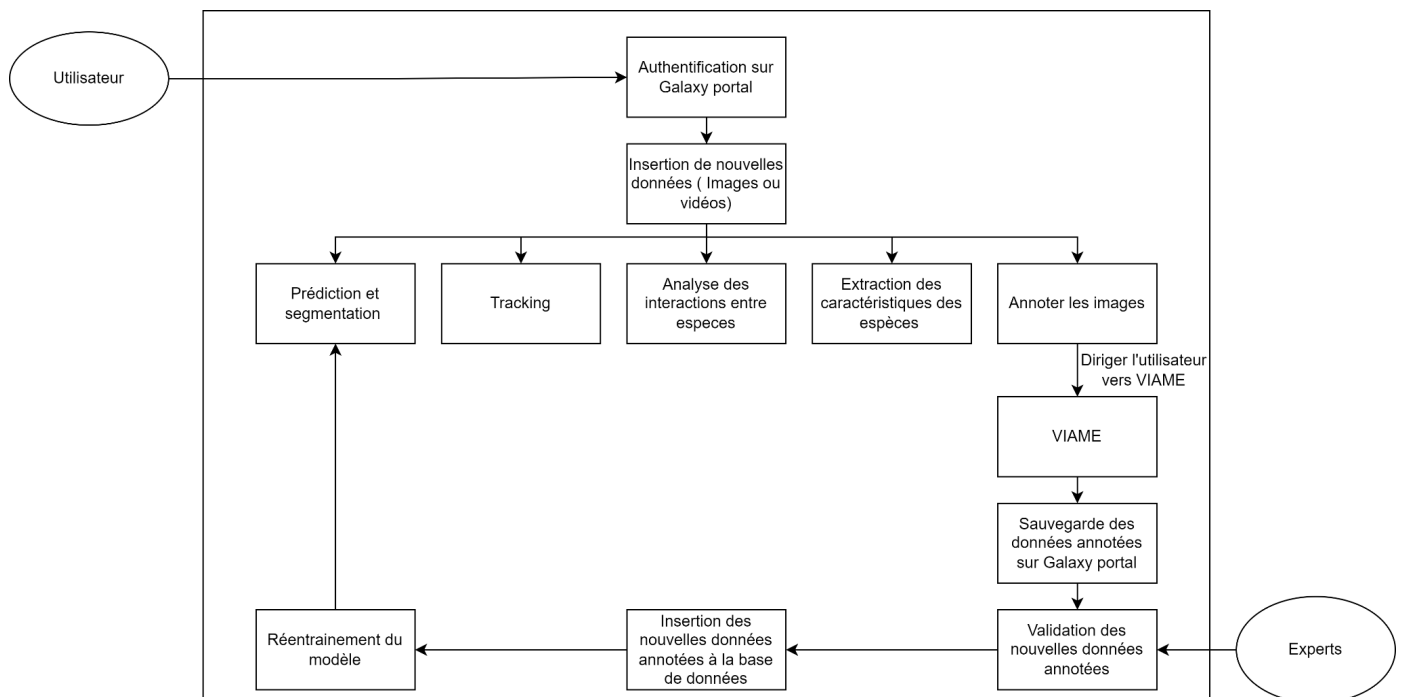 Utilisateur
Authentification sur
Galaxy portal
Insertion de nouvelles
données ( Images ou
vidéos)
Prédiction et
segmentation
Tracking
Analyse des
interactions entre
especes
Extraction des
caractéristiques des
espèces
Annoter les images
Diriger l'utilisateur
vers VIAME
VIAME
Sauvegarde des
données annotées
sur Galaxy portal
Réentrainement du
modèle
Insertion des
nouvelles données
annotées à la base
de données
Validation des
nouvelles données
annotées
Experts